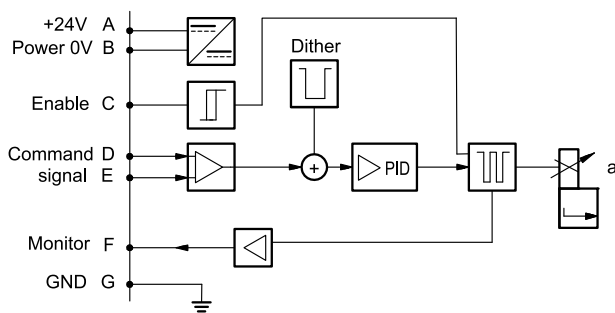 +24V A
Power 0V B
Dither
Enable C
Command D
signal E
PID
a
Monitor F
GND G